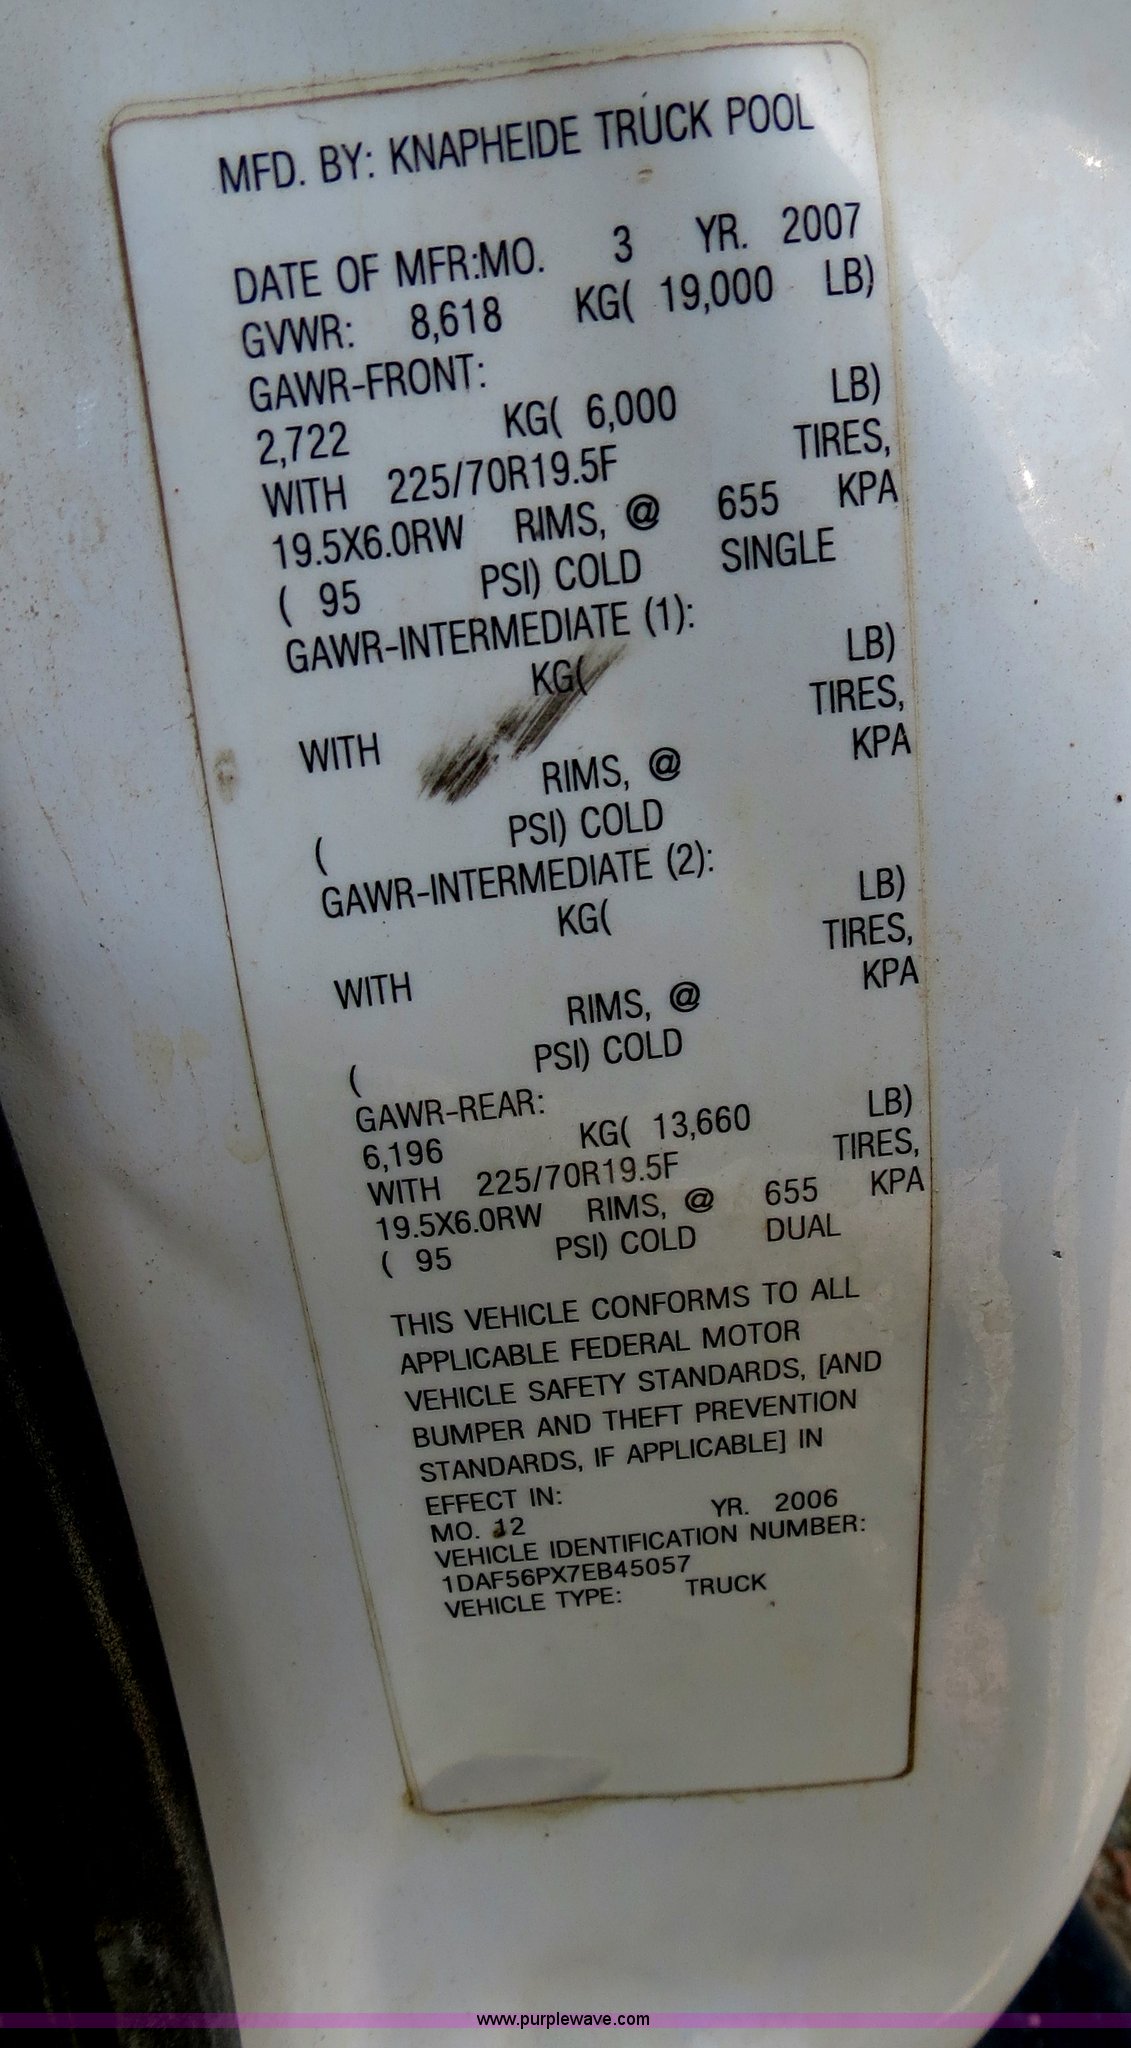 MFD. BY: KNAPHEIDE TRUCK POOL
DATE OF MFR:MO. 3 YR. 2007
GVWR: 8,618 KG( 19,000 LB)
GAWR-FRONT:
2,722 KG( 6,000 LB)
WITH 225/70R19.5F TIRES,
19.5X6.0RW RIMS, @ 655 KPA
( 95 PSI) COLD SINGLE
GAWR-INTERMEDIATE (1):
KG( LB)
WITH TIRES,
RIMS, @ KPA
( PSI) COLD
GAWR-INTERMEDIATE (2):
KG( LB)
WITH TIRES,
RIMS, @ KPA
( PSI) COLD
GAWR-REAR:
6,196 KG( 13,660 LB)
WITH 225/70R19.5F TIRES,
19.5X6.0RW RIMS, @ 655 KPA
( 95 PSI) COLD DUAL
THIS VEHICLE CONFORMS TO ALL
APPLICABLE FEDERAL MOTOR
VEHICLE SAFETY STANDARDS, [AND
BUMPER AND THEFT PREVENTION
STANDARDS, IF APPLICABLE] IN
EFFECT IN:
MO. 12 YR. 2006
VEHICLE IDENTIFICATION NUMBER:
1DAF56PX7EB45057
VEHICLE TYPE: TRUCK
www.purplewave.com